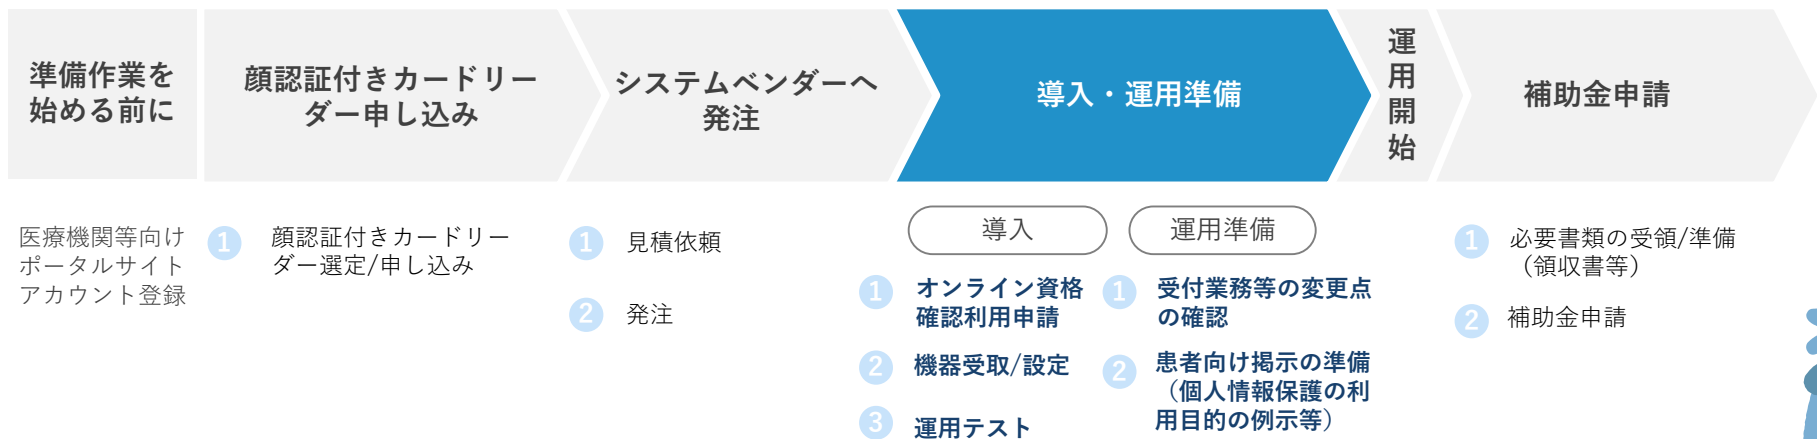 準備作業を
始める前に
顔認証付きカードリー
ダー申し込み
システムベンダーへ
発注
導入・運用準備
運用開始
補助金申請
医療機関等向け
ポータルサイト
アカウント登録
1 顔認証付きカードリー
ダー選定/申し込み
1 見積依頼
2 発注
導入
1 オンライン資格
確認利用申請
2 機器受取/設定
3 運用テスト
運用準備
1 受付業務等の変更点
の確認
2 患者向け掲示の準備
（個人情報保護の利
用目的の例示等）
1 必要書類の受領/準備
（領収書等）
2 補助金申請